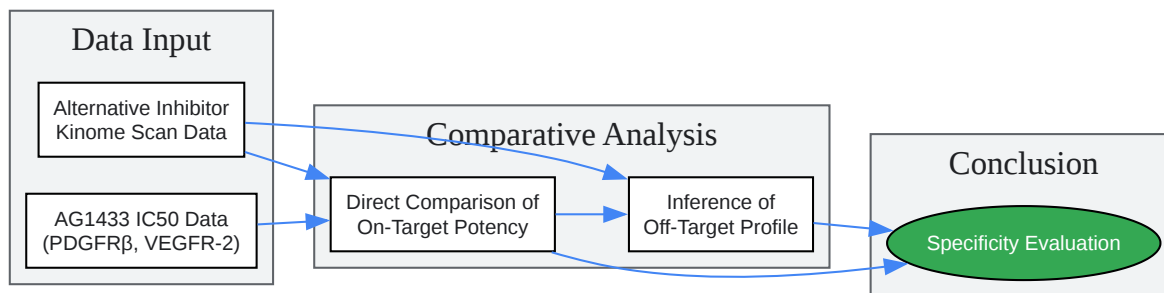 Data Input
Alternative Inhibitor
Kinome Scan Data
AG1433 IC50 Data
(PDGFRβ, VEGFR-2)
Comparative Analysis
Direct Comparison of
On-Target Potency
Inference of
Off-Target Profile
Conclusion
Specificity Evaluation